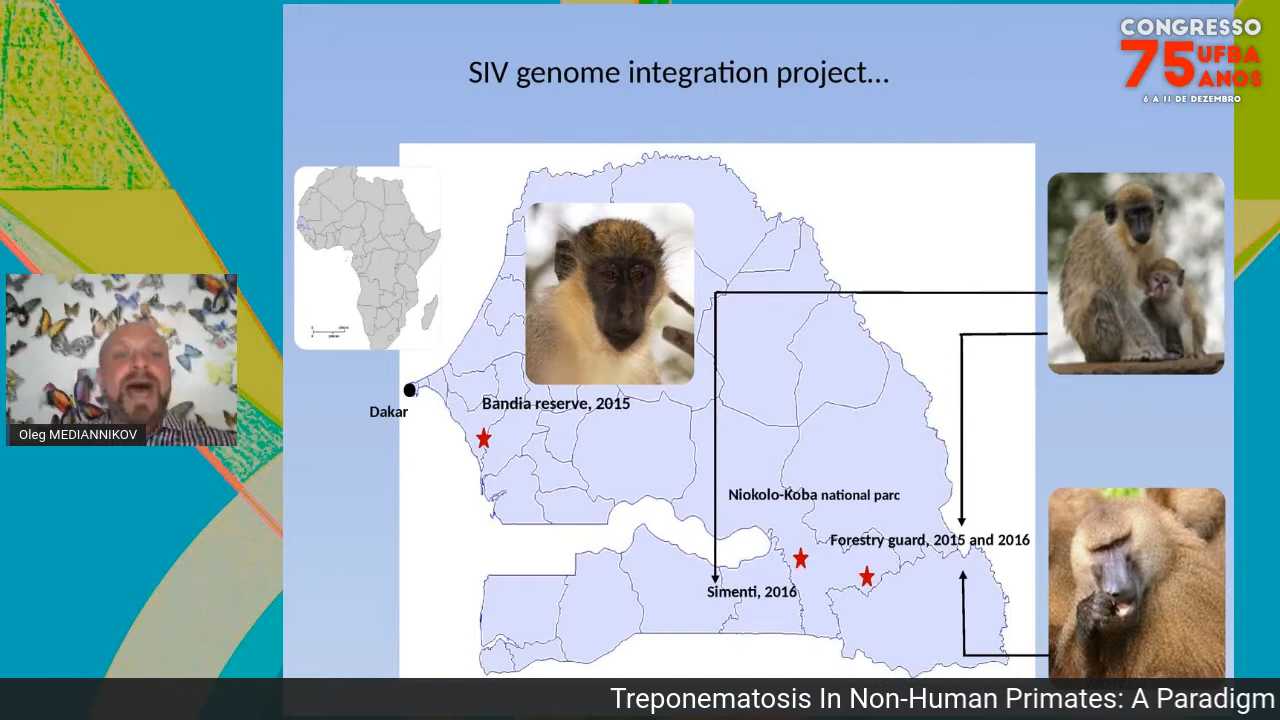 CONGRESSO
75 UFBA
ANOS
6 A 11 DE DEZEMBRO
SIV genome integration project...
Dakar
Bandia reserve, 2015
Oleg MEDIANNIKOV
Niokolo-Koba national parc
Forestry guard, 2015 and 2016
Simenti, 2016
Treponematosis In Non-Human Primates: A Paradigm